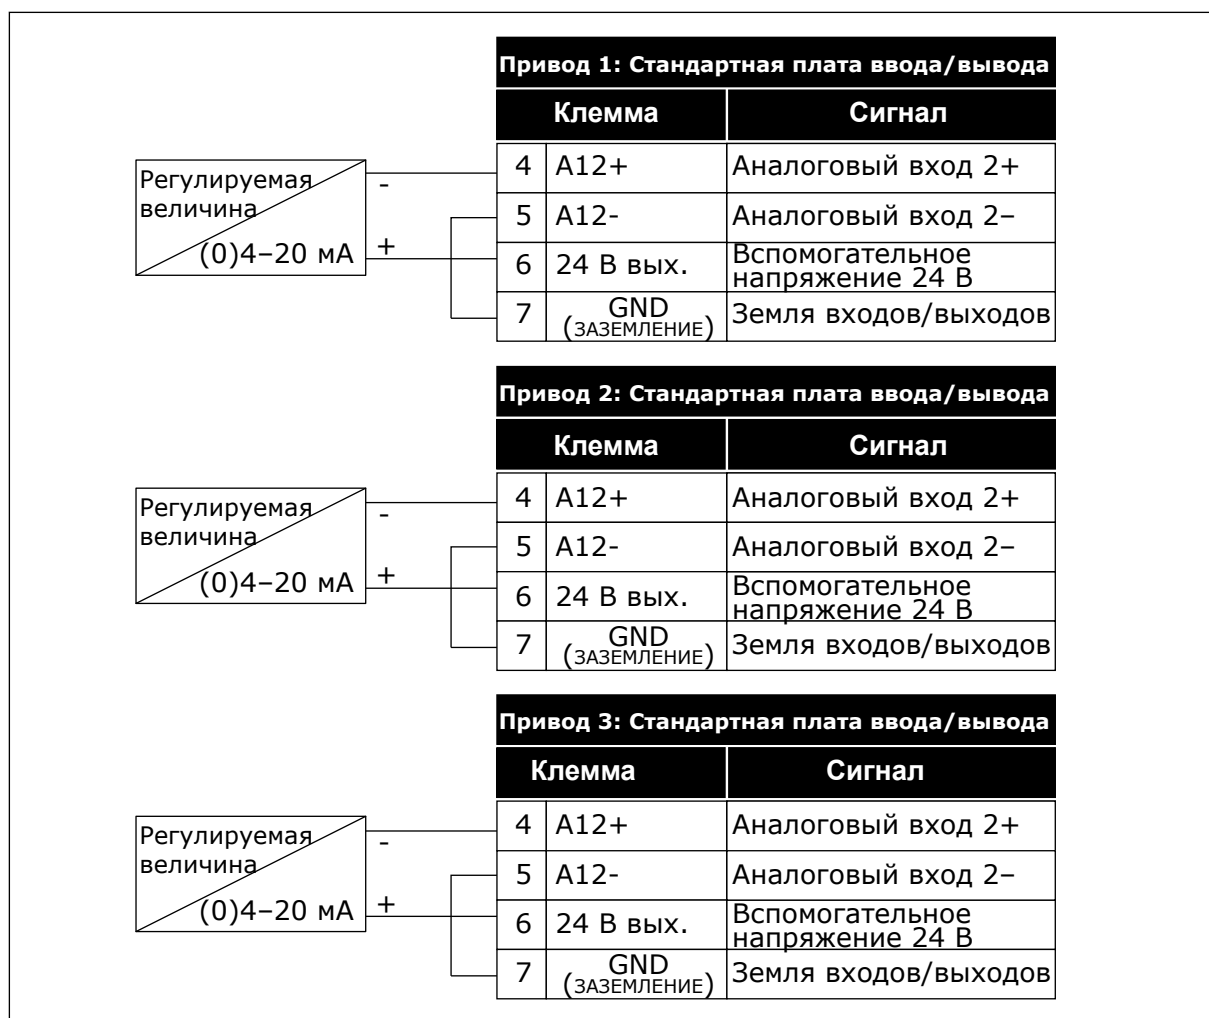 Привод 1: Стандартная плата ввода/вывода
Клемма Сигнал
4 A12+ Аналоговый вход 2+
Регулируемая
величина
-
5 A12- Аналоговый вход 2–
(0)4–20 мА +
6 24 В вых. Вспомогательное
напряжение 24 В
7 GND
(ЗАЗЕМЛЕНИЕ) Земля входов/выходов
Привод 2: Стандартная плата ввода/вывода
Клемма Сигнал
4 A12+ Аналоговый вход 2+
Регулируемая
величина
-
5 A12- Аналоговый вход 2–
(0)4–20 мА +
6 24 В вых. Вспомогательное
напряжение 24 В
7 GND
(ЗАЗЕМЛЕНИЕ) Земля входов/выходов
Привод 3: Стандартная плата ввода/вывода
Клемма Сигнал
4 A12+ Аналоговый вход 2+
Регулируемая
величина
-
5 A12- Аналоговый вход 2–
(0)4–20 мА +
6 24 В вых. Вспомогательное
напряжение 24 В
7 GND
(ЗАЗЕМЛЕНИЕ) Земля входов/выходов